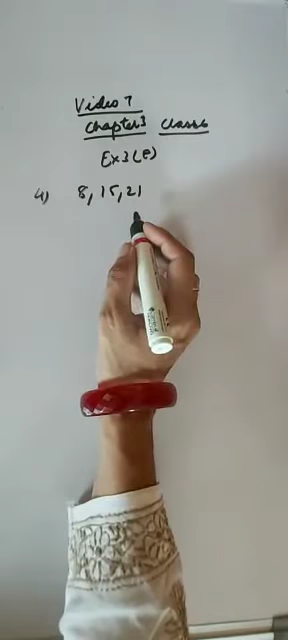 Video 7
Chapter 3 Class 6
Ex 3(E)
4) 8, 15, 21